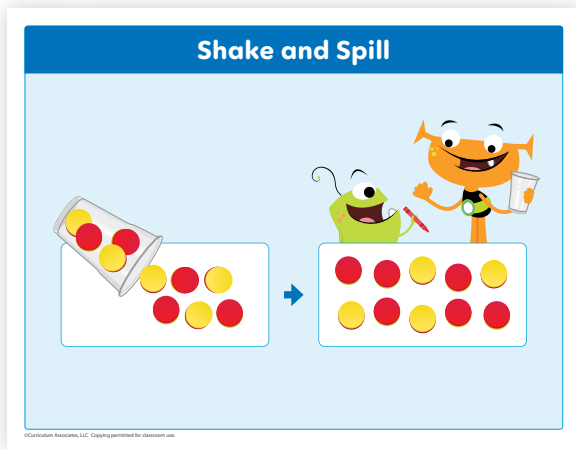 Shake and Spill
©Curriculum Associates, LLC Copying permitted for classroom use.